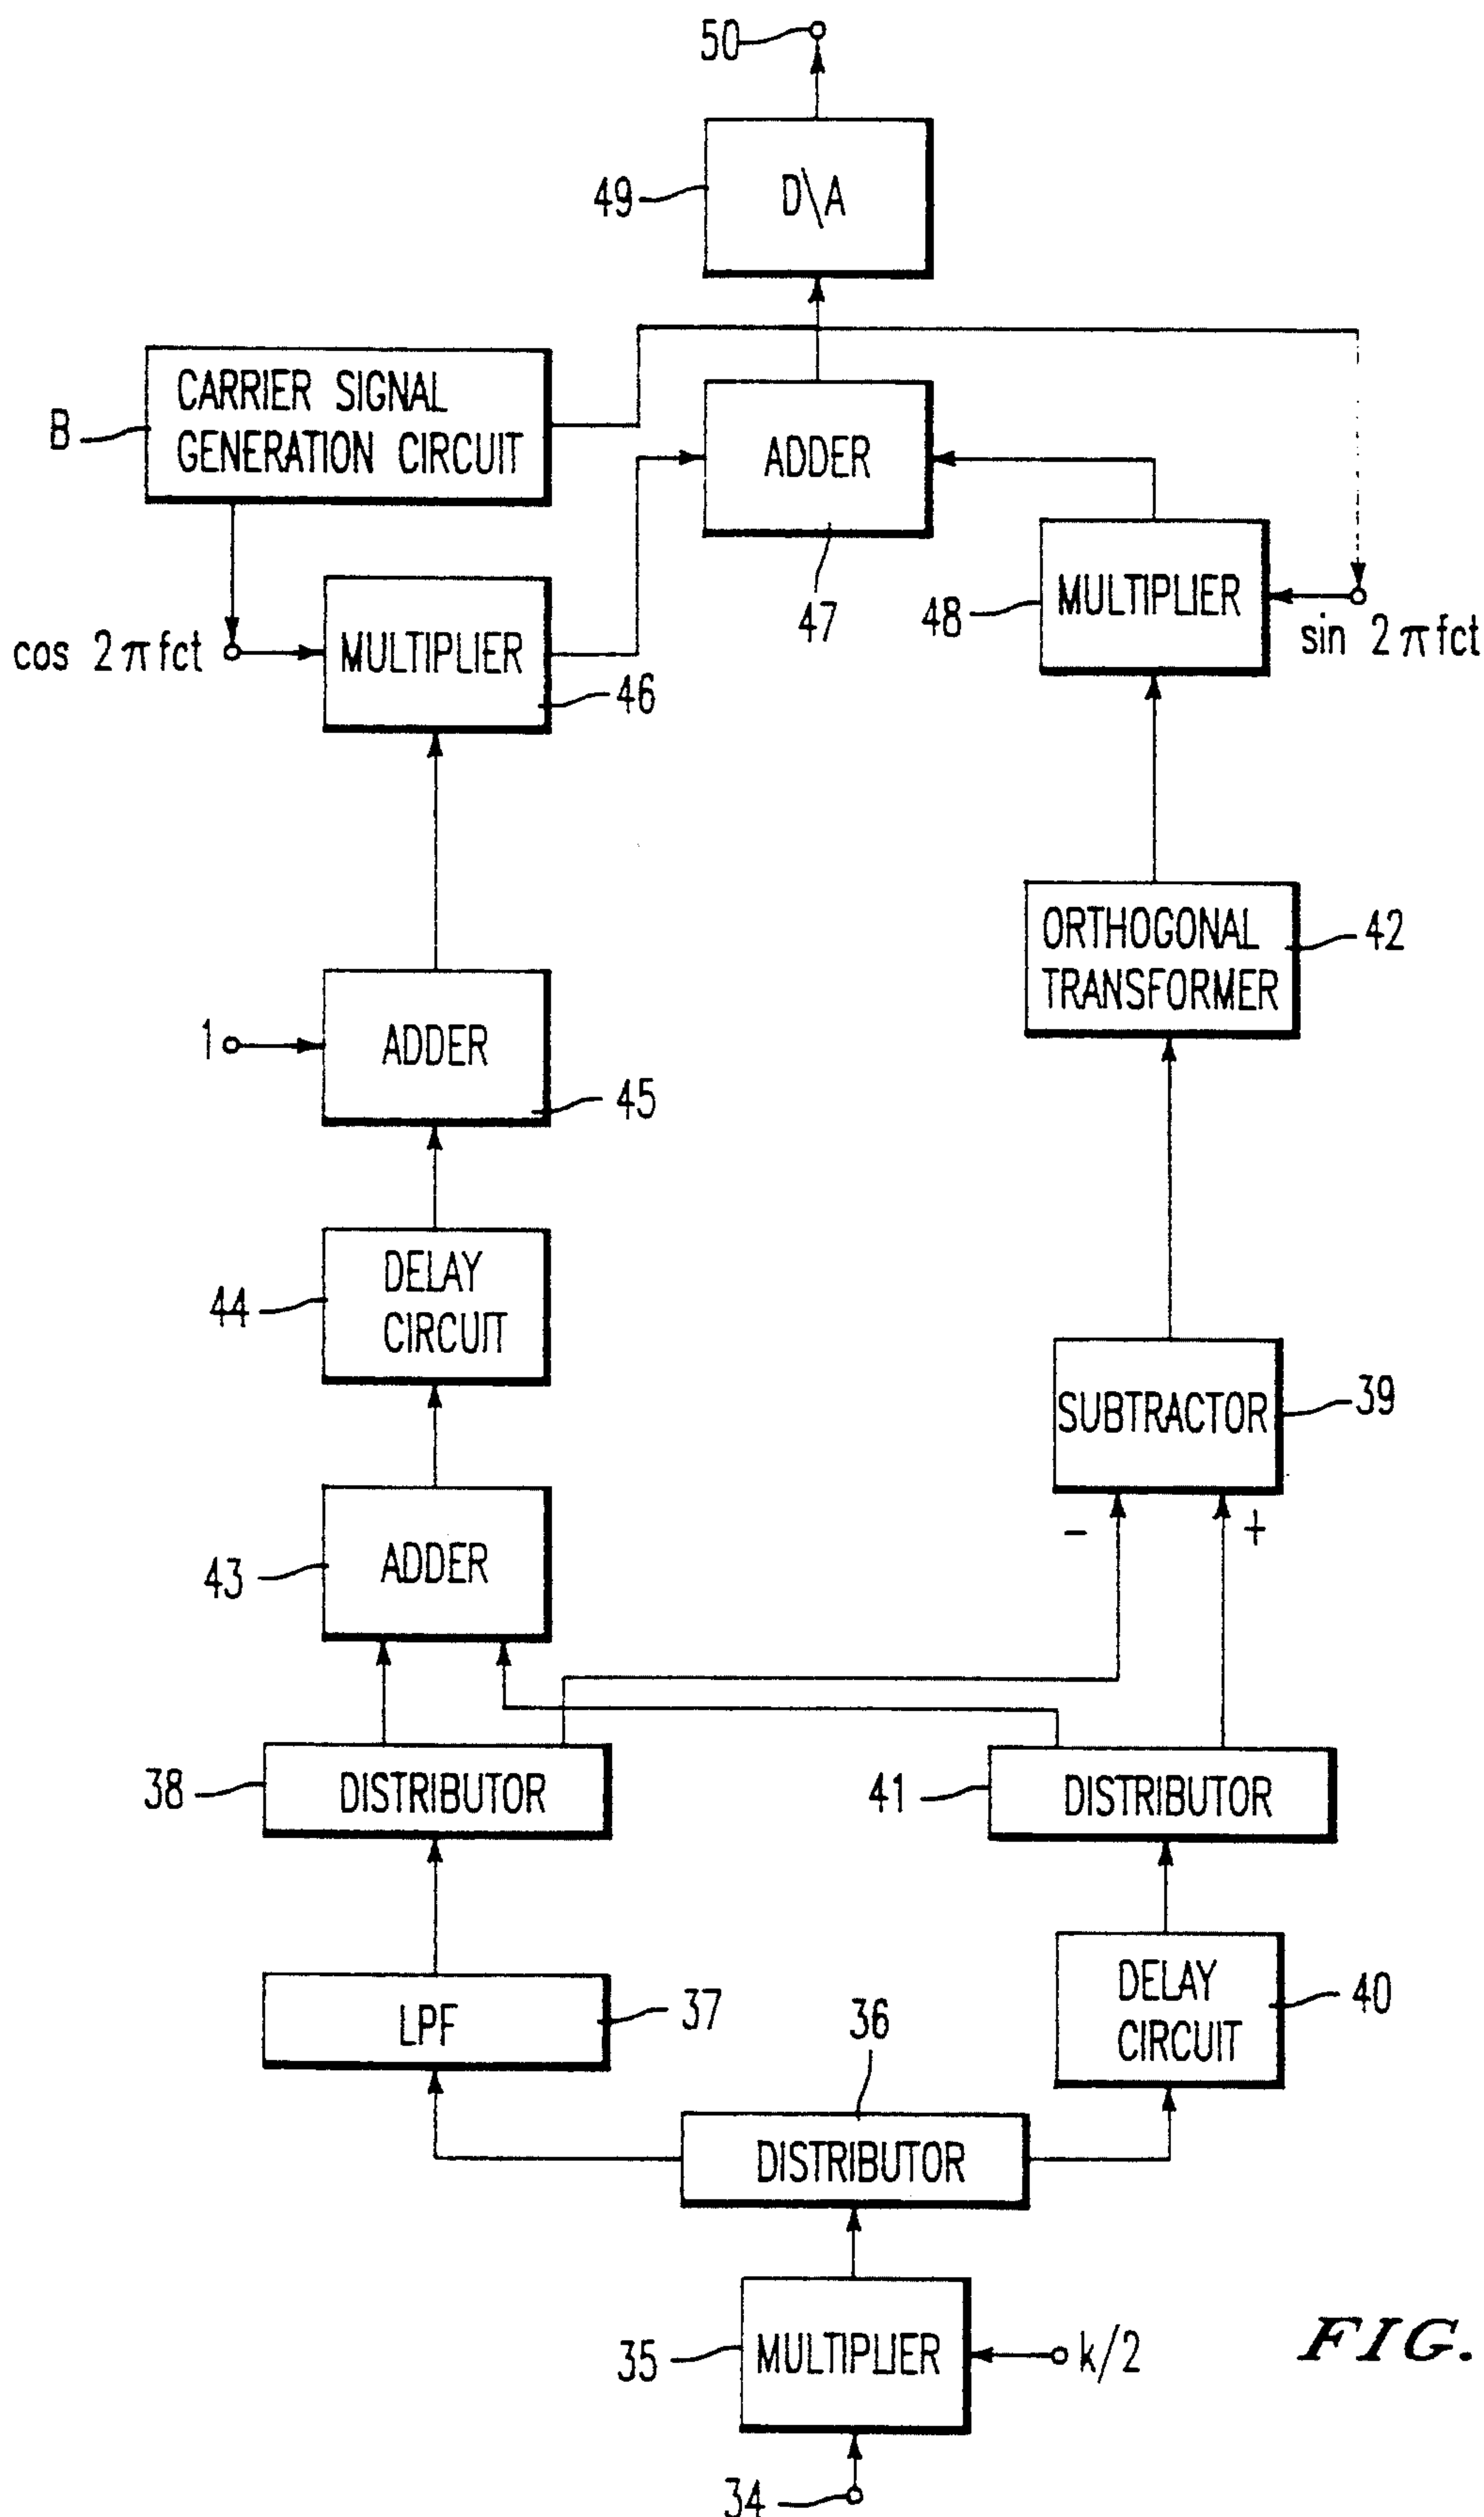 50
49
D\A
B
CARRIER SIGNAL
GENERATION CIRCUIT
ADDER
47
48
MULTIPLIER
sin 2πfct
cos 2πfct
MULTIPLIER
46
ORTHOGONAL
TRANSFORMER
42
1
ADDER
45
44
DELAY
CIRCUIT
SUBTRACTOR
39
43
ADDER
-
+
38
DISTRIBUTOR
41
DISTRIBUTOR
37
LPF
36
DELAY
CIRCUIT
40
DISTRIBUTOR
35
MULTIPLIER
k/2
FIG.
34